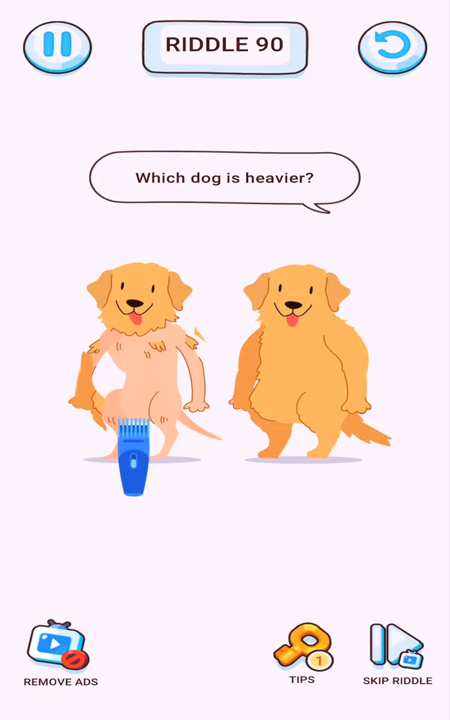 RIDDLE 90
Which dog is heavier?
REMOVE ADS
1
TIPS
SKIP RIDDLE